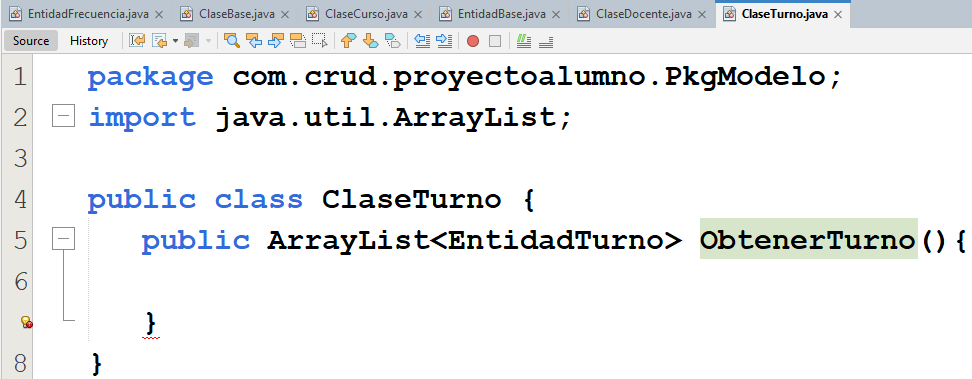 EntidadFrecuencia.java ClaseBase.java ClaseCurso.java EntidadBase.java ClaseDocente.java ClaseTurno.java
Source History
1 package com.crud.proyectoalumno.PkgModelo;
2 import java.util.ArrayList;
3
4 public class ClaseTurno {
5 public ArrayList<EntidadTurno> ObtenerTurno(){
6
}
8 }